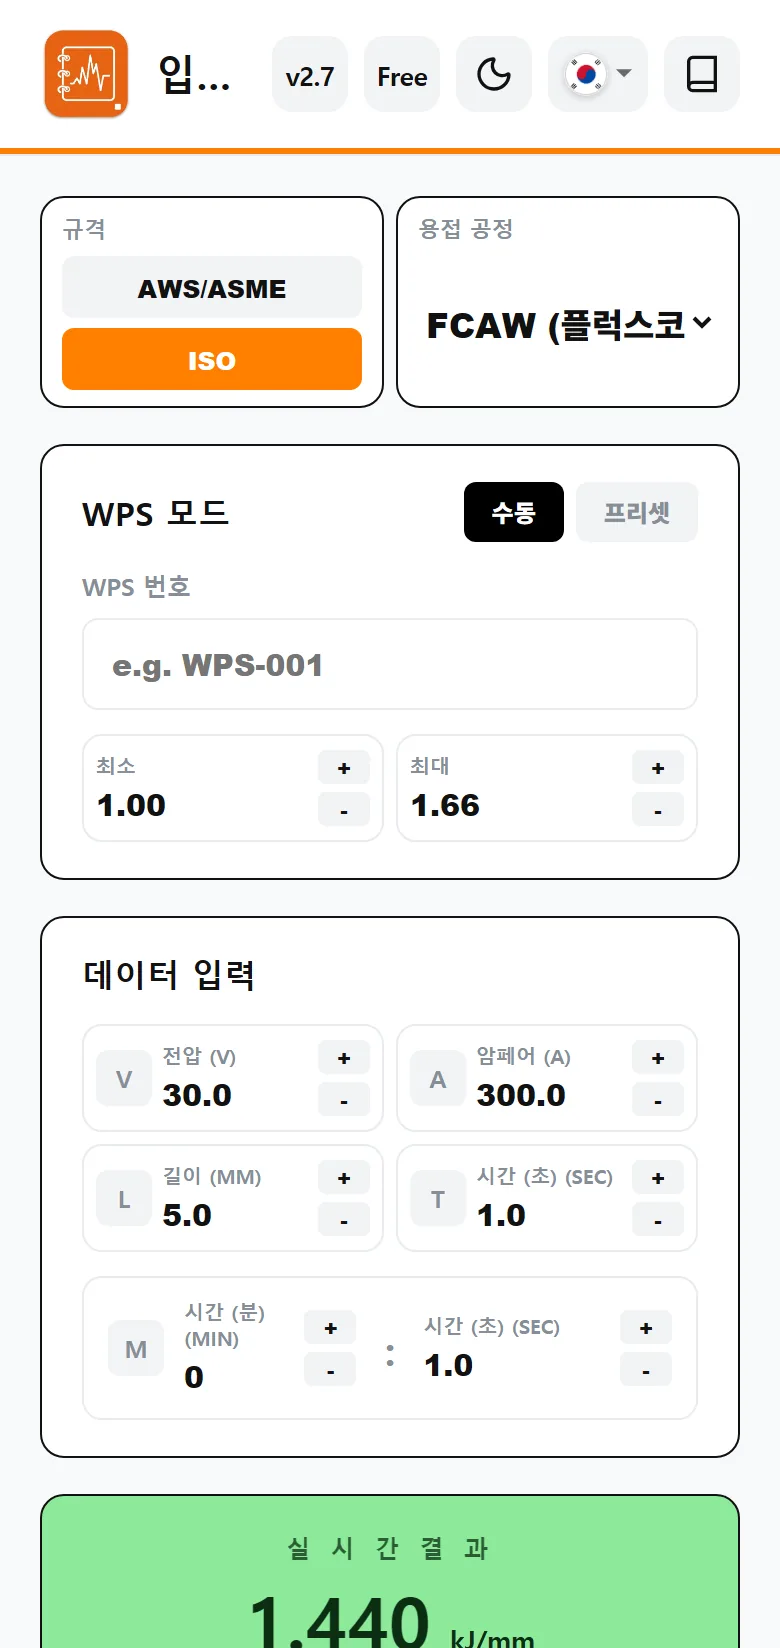 입...
v2.7
Free
규격
AWS/ASME
ISO
용접 공정
FCAW (플럭스코
WPS 모드
수동
프리셋
WPS 번호
e.g. WPS-001
최소
1.00
+
-
최대
1.66
+
-
데이터 입력
V
전압 (V)
30.0
+
-
A
암페어 (A)
300.0
+
-
L
길이 (MM)
5.0
+
-
T
시간 (초) (SEC)
1.0
+
-
M
시간 (분)
(MIN)
0
+
-
:
시간 (초) (SEC)
1.0
+
-
실시간결과
1.440 kJ/mm